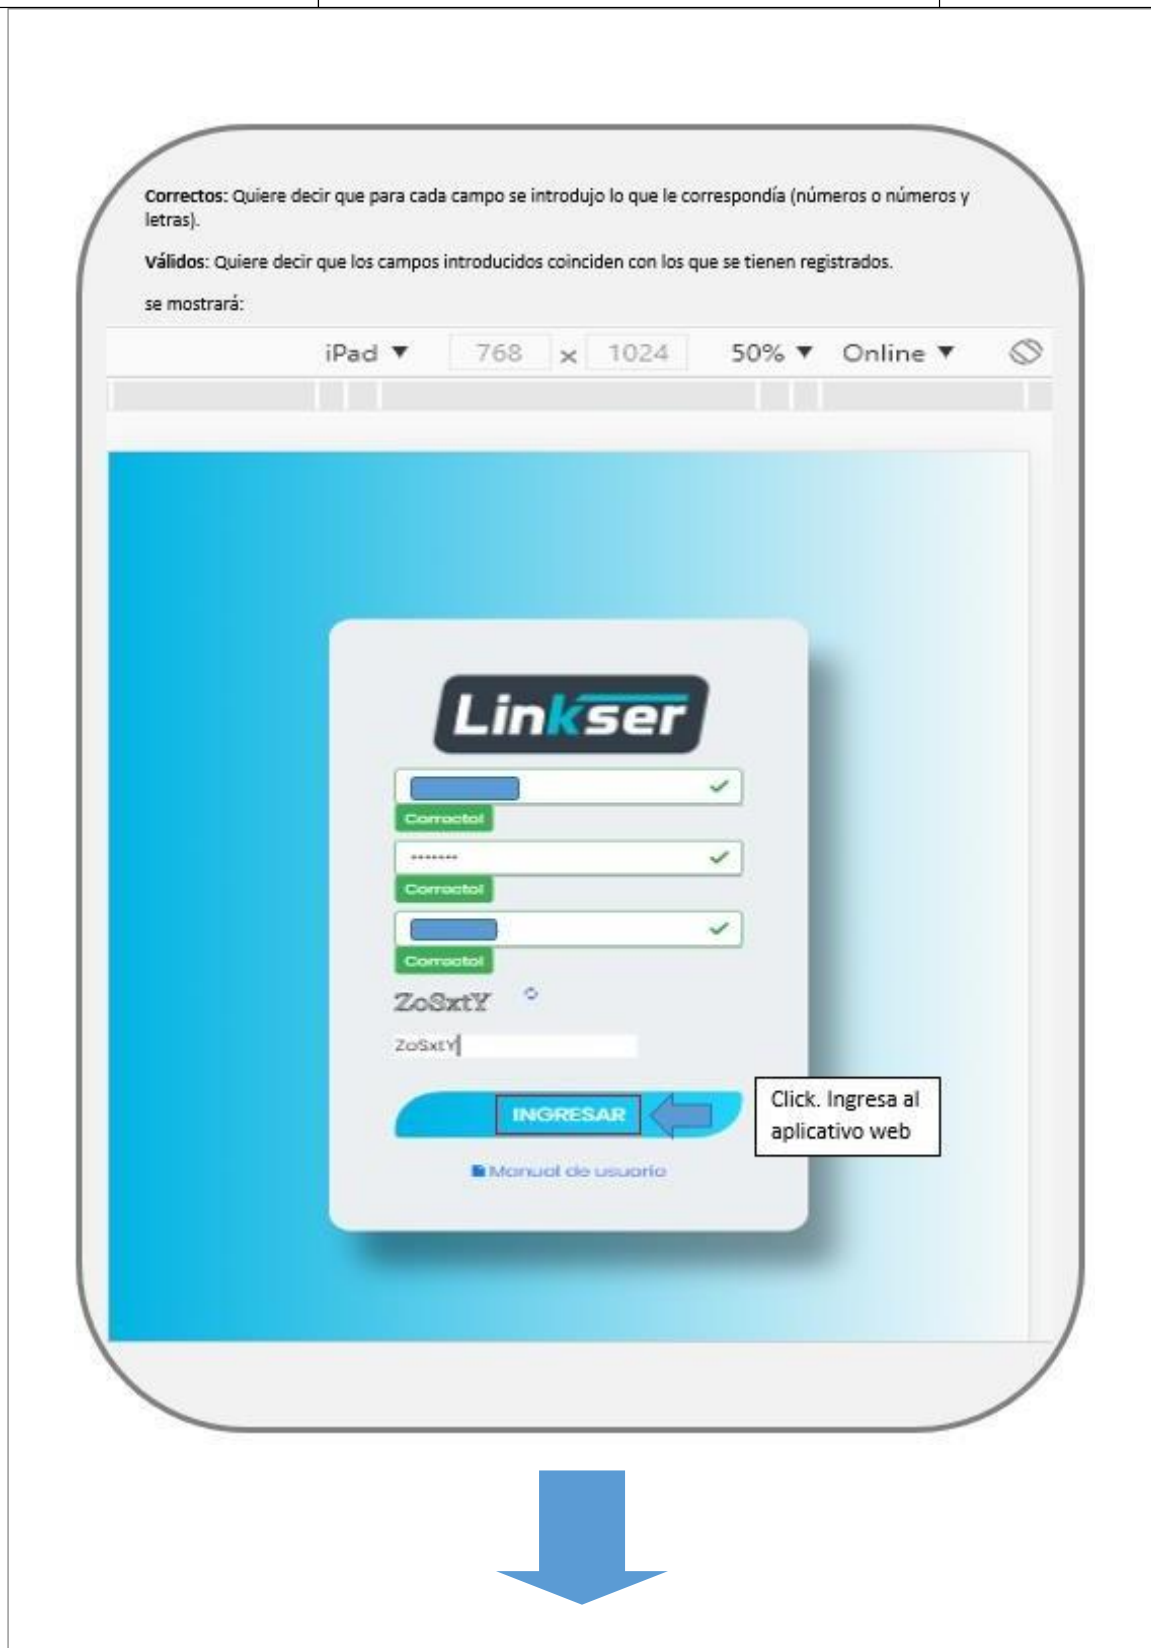 Correctos: Quiere decir que para cada campo se introdujo lo que le correspondía (números o números y
letras).
Válidos: Quiere decir que los campos introducidos coinciden con los que se tienen registrados.
se mostrará:
iPad ▼ 768 × 1024 50% ▼ Online ▼
Linkser
Correcto!
-------
Correcto!
Correcto!
ZoSxtY
ZoSxtY
INGRESAR
Click. Ingresa al
aplicativo web
Manual de usuario